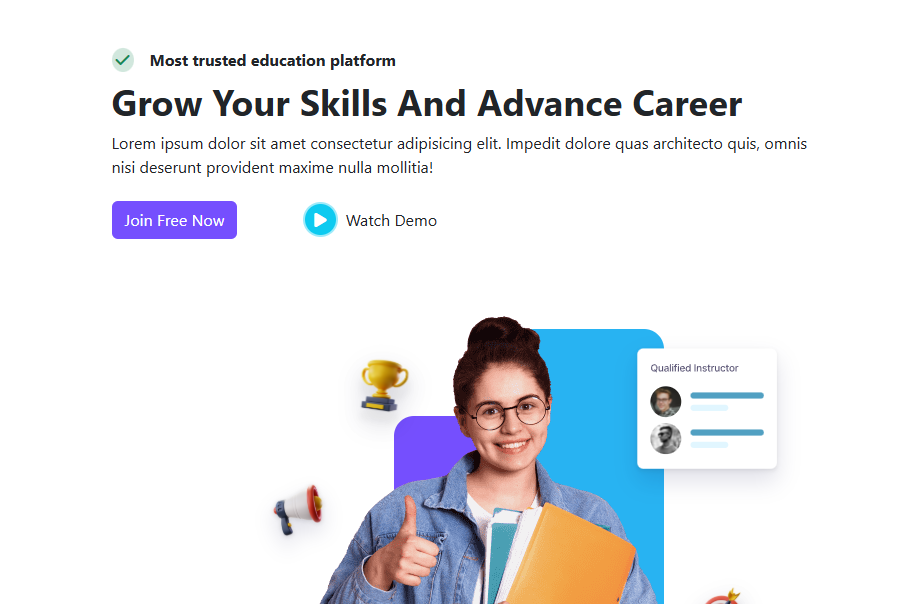 Most trusted education platform
Grow Your Skills And Advance Career
Lorem ipsum dolor sit amet consectetur adipisicing elit. Impedit dolore quas architecto quis, omnis
nisi deserunt provident maxime nulla mollitia!
Join Free Now
Watch Demo
Qualified Instructor